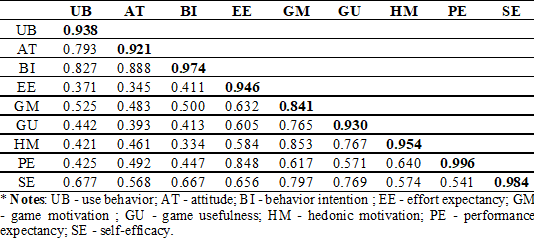 UB AT BI EE GM GU HM PE SE
UB 0.938
AT 0.793 0.921
BI 0.827 0.888 0.974
EE 0.371 0.345 0.411 0.946
GM 0.525 0.483 0.500 0.632 0.841
GU 0.442 0.393 0.413 0.605 0.765 0.930
HM 0.421 0.461 0.334 0.584 0.853 0.767 0.954
PE 0.425 0.492 0.447 0.848 0.617 0.571 0.640 0.996
SE 0.677 0.568 0.667 0.656 0.797 0.769 0.574 0.541 0.984
* Notes: UB - use behavior; AT - attitude; BI - behavior intention ; EE - effort expectancy; GM
- game motivation ; GU - game usefulness; HM - hedonic motivation; PE - performance
expectancy; SE - self-efficacy.